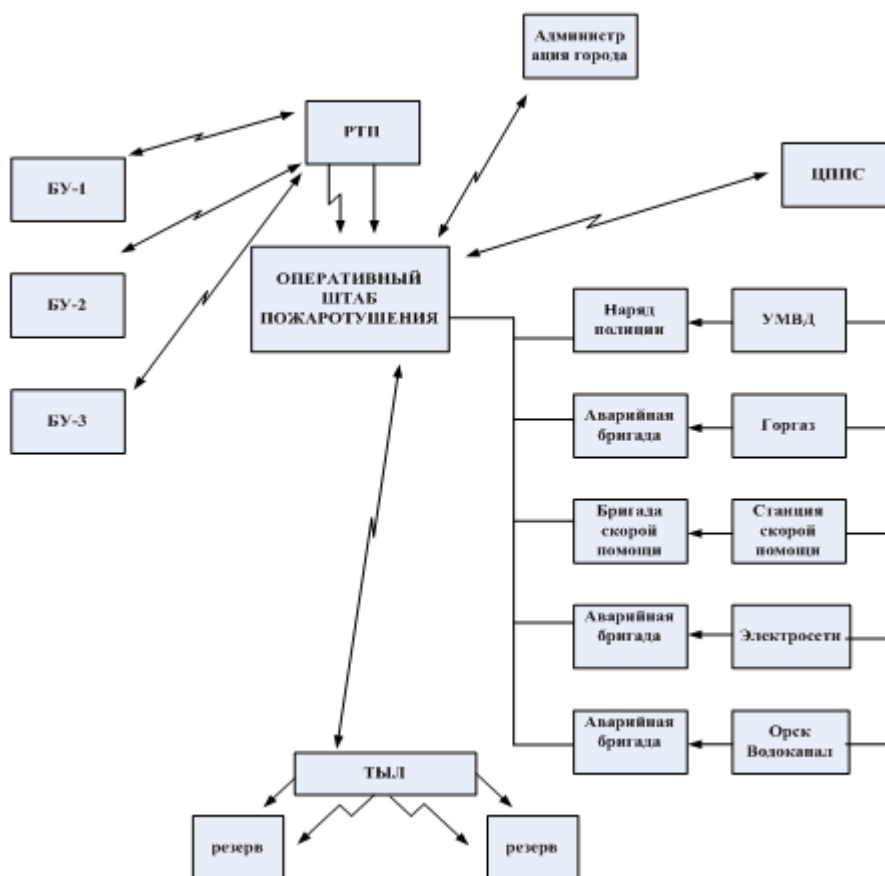 Администр
ация города
РТП
ЦППС
БУ-1
ОПЕРАТИВНЫЙ
ШТАБ
ПОЖАРОТУШЕНИЯ
БУ-2
Наряд
полиции
УМВД
БУ-3
Аварийная
бригада
Горгаз
Бригада
скорой
помощи
Станция
скорой
помощи
Аварийная
бригада
Электросети
Аварийная
бригада
Орск
Водоканал
ТЫЛ
резерв
резерв